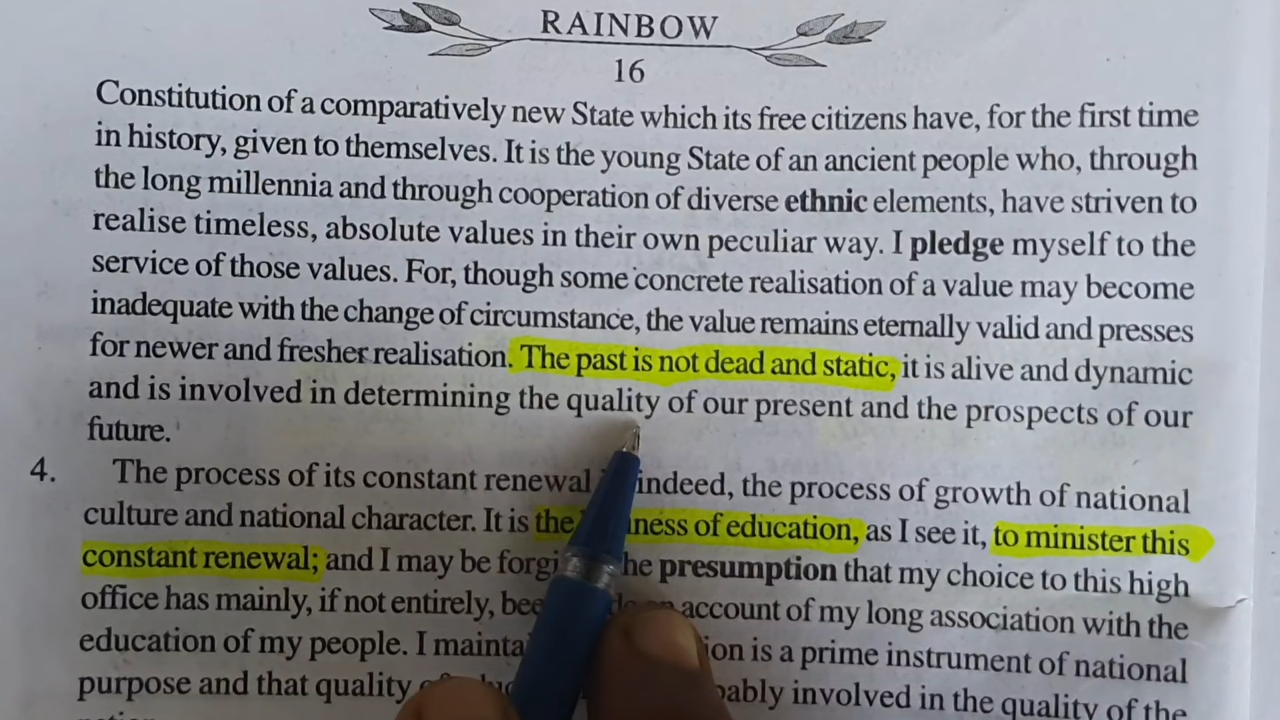 RAINBOW
16
Constitution of a comparatively new State which its free citizens have, for the first time
in history, given to themselves. It is the young State of an ancient people who, through
the long millennia and through cooperation of diverse ethnic elements, have striven to
realise timeless, absolute values in their own peculiar way. I pledge myself to the
service of those values. For, though some concrete realisation of a value may become
inadequate with the change of circumstance, the value remains eternally valid and presses
for newer and fresher realisation. The past is not dead and static, it is alive and dynamic
and is involved in determining the quality of our present and the prospects of our
future.
4. The process of its constant renewal indeed, the process of growth of national
culture and national character. It is the of education, as I see it, to minister this
constant renewal; and I may be presumption that my choice to this high
office has mainly, if not entirely, account of my long association with the
education of my people. I is a prime instrument of national
purpose and that quality involved in the quality of the